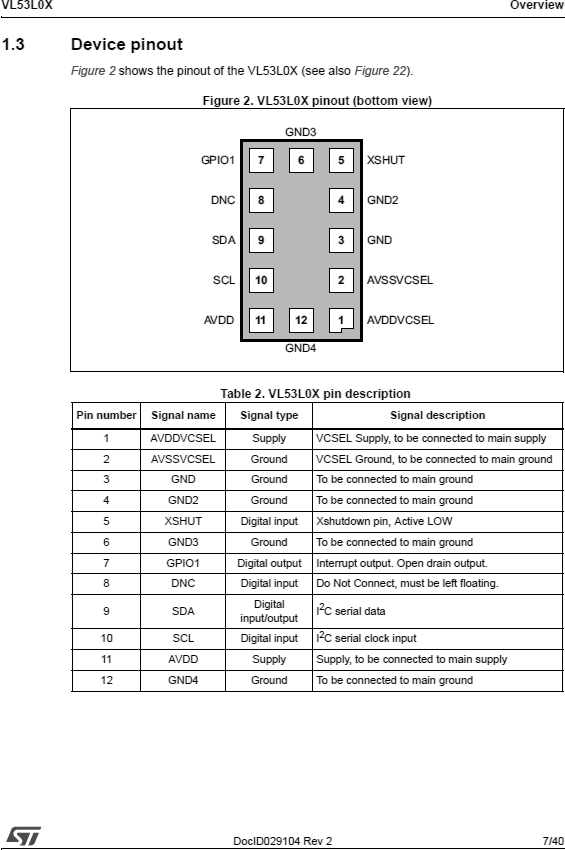 VL53L0X Overview
1.3 Device pinout
Figure 2 shows the pinout of the VL53L0X (see also Figure 22).
Figure 2. VL53L0X pinout (bottom view)
GND3
GPIO1 7 6 5 XSHUT
DNC 8 4 GND2
SDA 9 3 GND
SCL 10 2 AVSSVCSEL
AVDD 11 12 1 AVDDVCSEL
GND4
Table 2. VL53L0X pin description
Pin number Signal name Signal type Signal description
1 AVDDVCSEL Supply VCSEL Supply, to be connected to main supply
2 AVSSVCSEL Ground VCSEL Ground, to be connected to main ground
3 GND Ground To be connected to main ground
4 GND2 Ground To be connected to main ground
5 XSHUT Digital input Xshutdown pin, Active LOW
6 GND3 Ground To be connected to main ground
7 GPIO1 Digital output Interrupt output. Open drain output.
8 DNC Digital input Do Not Connect, must be left floating.
9 SDA Digital input/output I²C serial data
10 SCL Digital input I²C serial clock input
11 AVDD Supply Supply, to be connected to main supply
12 GND4 Ground To be connected to main ground
ST DocID029104 Rev 2 7/40